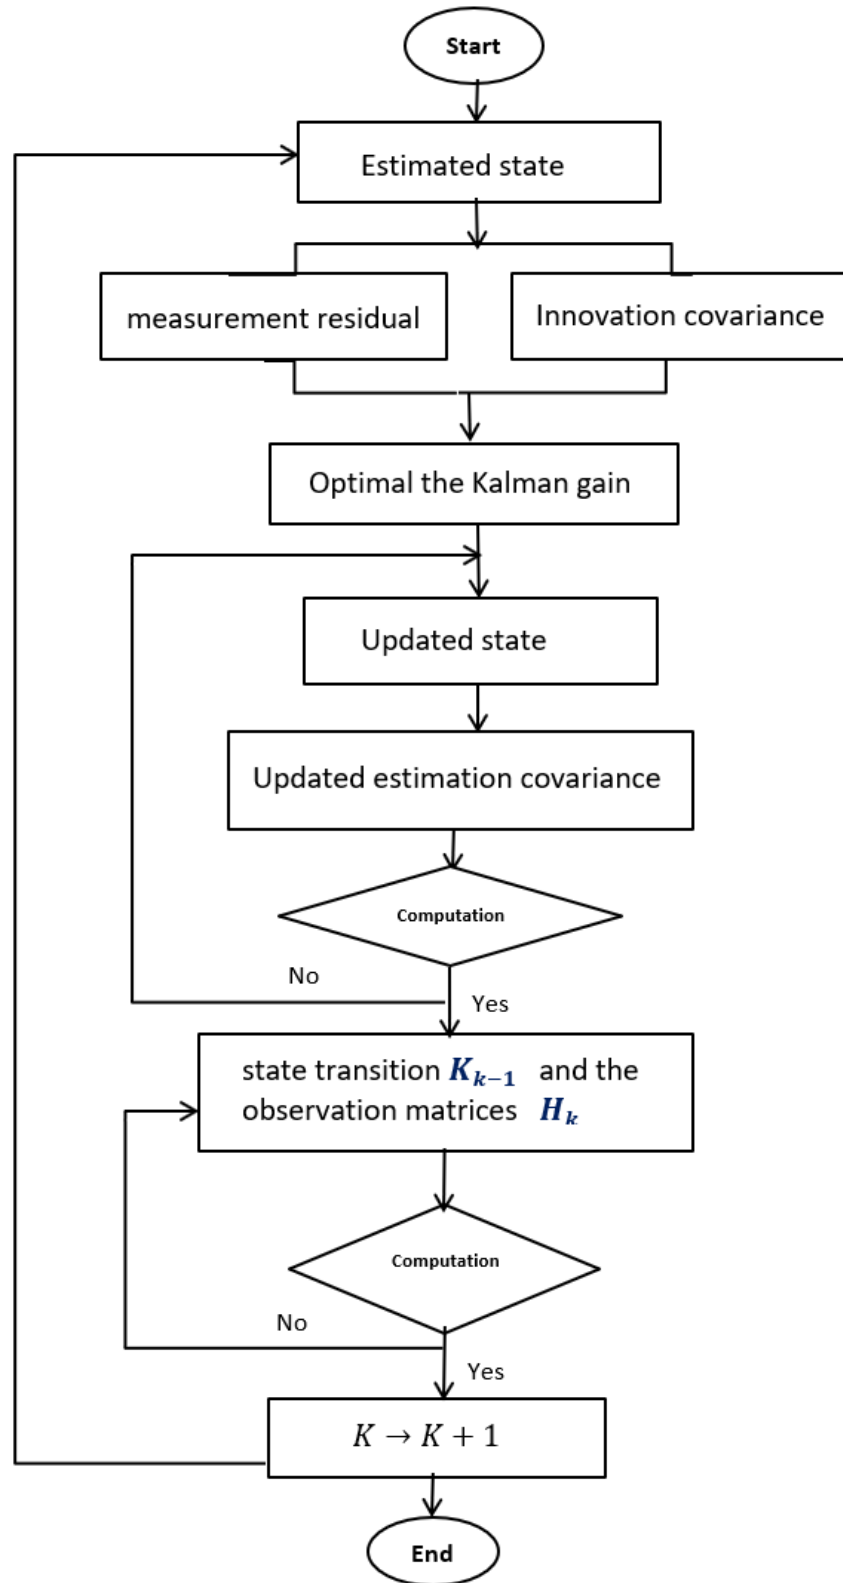 Start
Estimated state
measurement residual
Innovation covariance
Optimal the Kalman gain
Updated state
Updated estimation covariance
Computation
No
Yes
state transition K_{k−1} and the
observation matrices H_k
Computation
No
Yes
K → K + 1
End